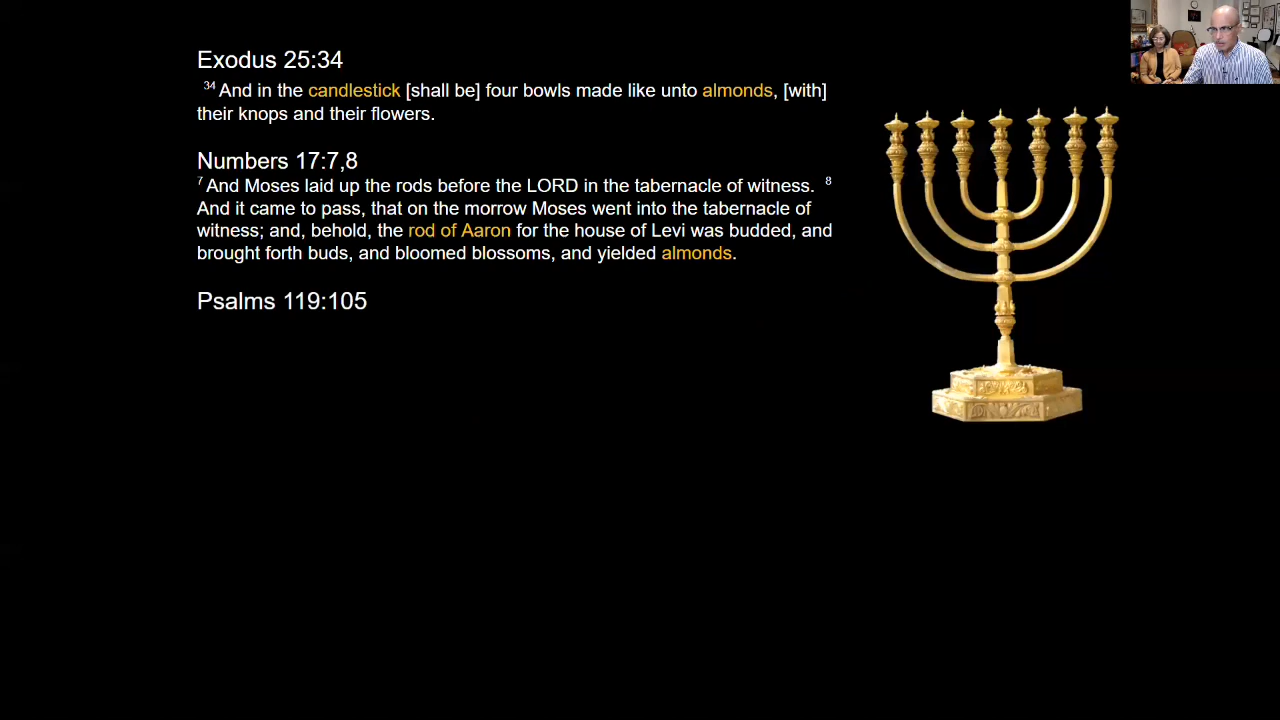 Exodus 25:34
34 And in the candlestick [shall be] four bowls made like unto almonds, [with]
their knops and their flowers.
Numbers 17:7,8
7 And Moses laid up the rods before the LORD in the tabernacle of witness. 8
And it came to pass, that on the morrow Moses went into the tabernacle of
witness; and, behold, the rod of Aaron for the house of Levi was budded, and
brought forth buds, and bloomed blossoms, and yielded almonds.
Psalms 119:105